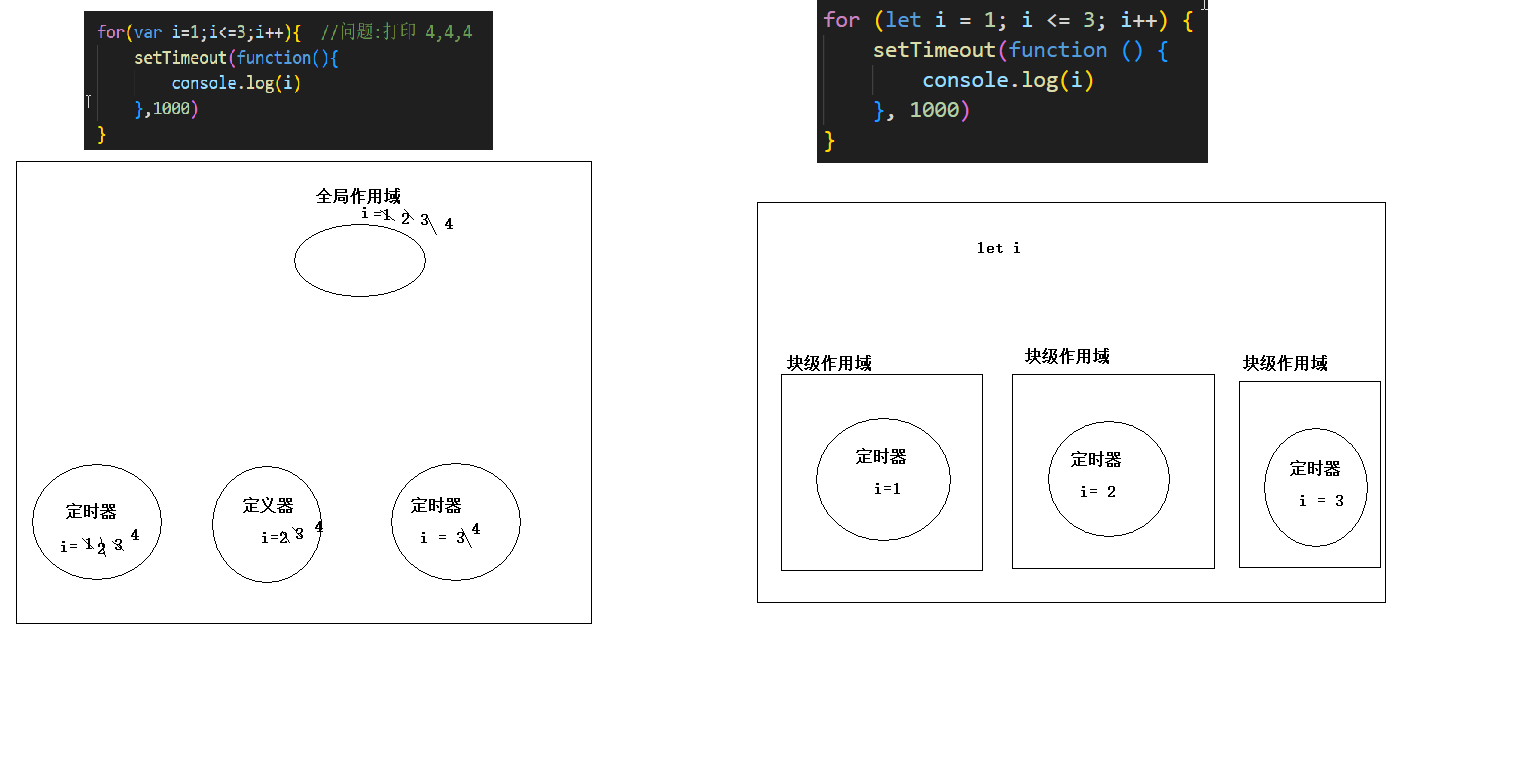 for(var i=1;i<=3;i++){  //问题:打印 4,4,4
    setTimeout(function(){
        console.log(i)
    },1000)
}
全局作用域
i =1 2 3 4
定时器
i= 1 2 3 4
定义器
i=2 3 4
定时器
i = 3 4
for (let i = 1; i <= 3; i++) {
    setTimeout(function () {
        console.log(i)
    }, 1000)
}
let i
块级作用域
定时器
i=1
块级作用域
定时器
i= 2
块级作用域
定时器
i = 3